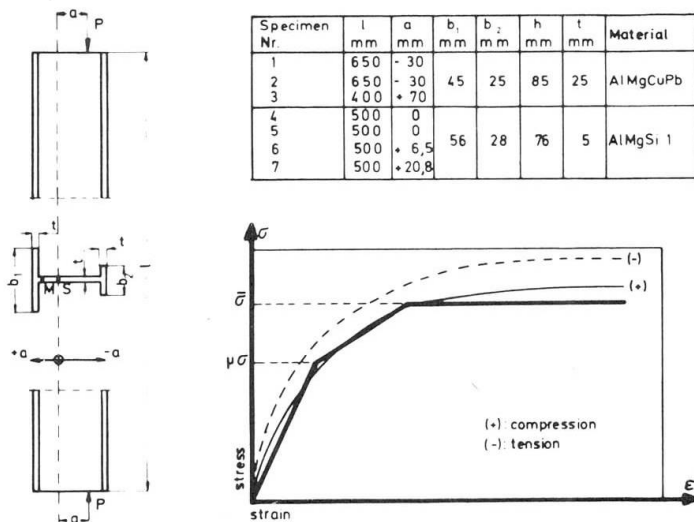 a
P
Specimen Nr. l mm a mm b₁ mm b₂ mm h mm t mm Material
1 650 - 30
2 650 - 30 45 25 85 25 AlMgCuPb
3 400 + 70
4 500 0
5 500 0
6 500 + 6,5 56 28 76 5 AlMgSi 1
7 500 +20,8
t
t
b₁
t
b₂
M S
l
+a
-a
a
P
σ
(-)
(+)
σ̅
μσ
(+): compression
(-): tension
stress
strain
ε